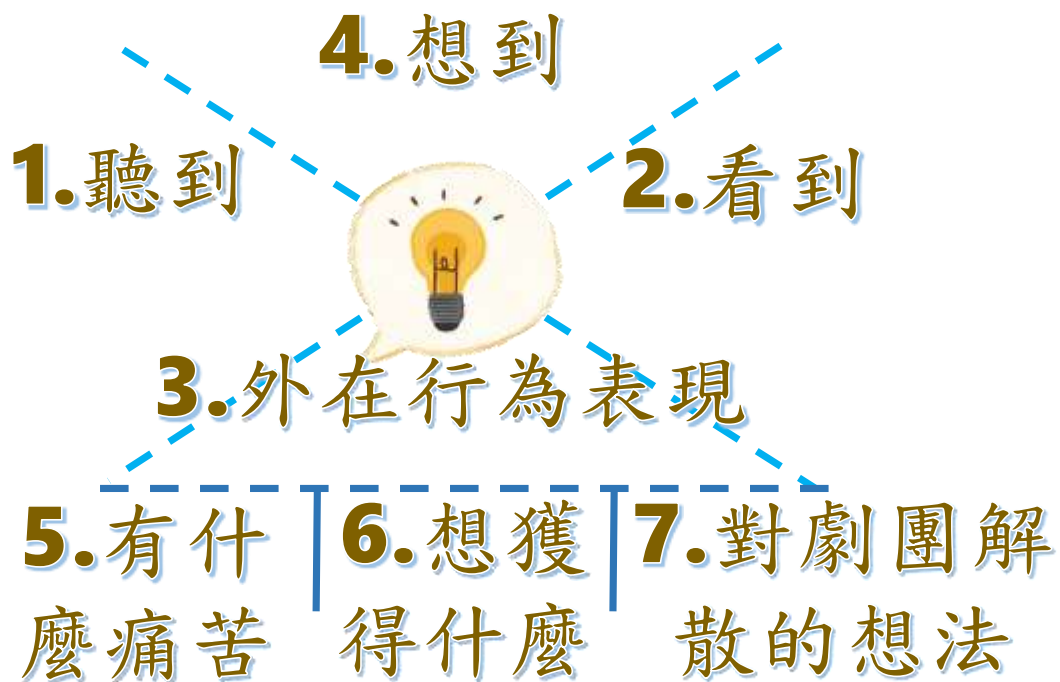 4.想到
1.聽到
2.看到
3.外在行為表現
5.有什
麼痛苦
6.想獲
得什麼
7.對劇團解
散的想法